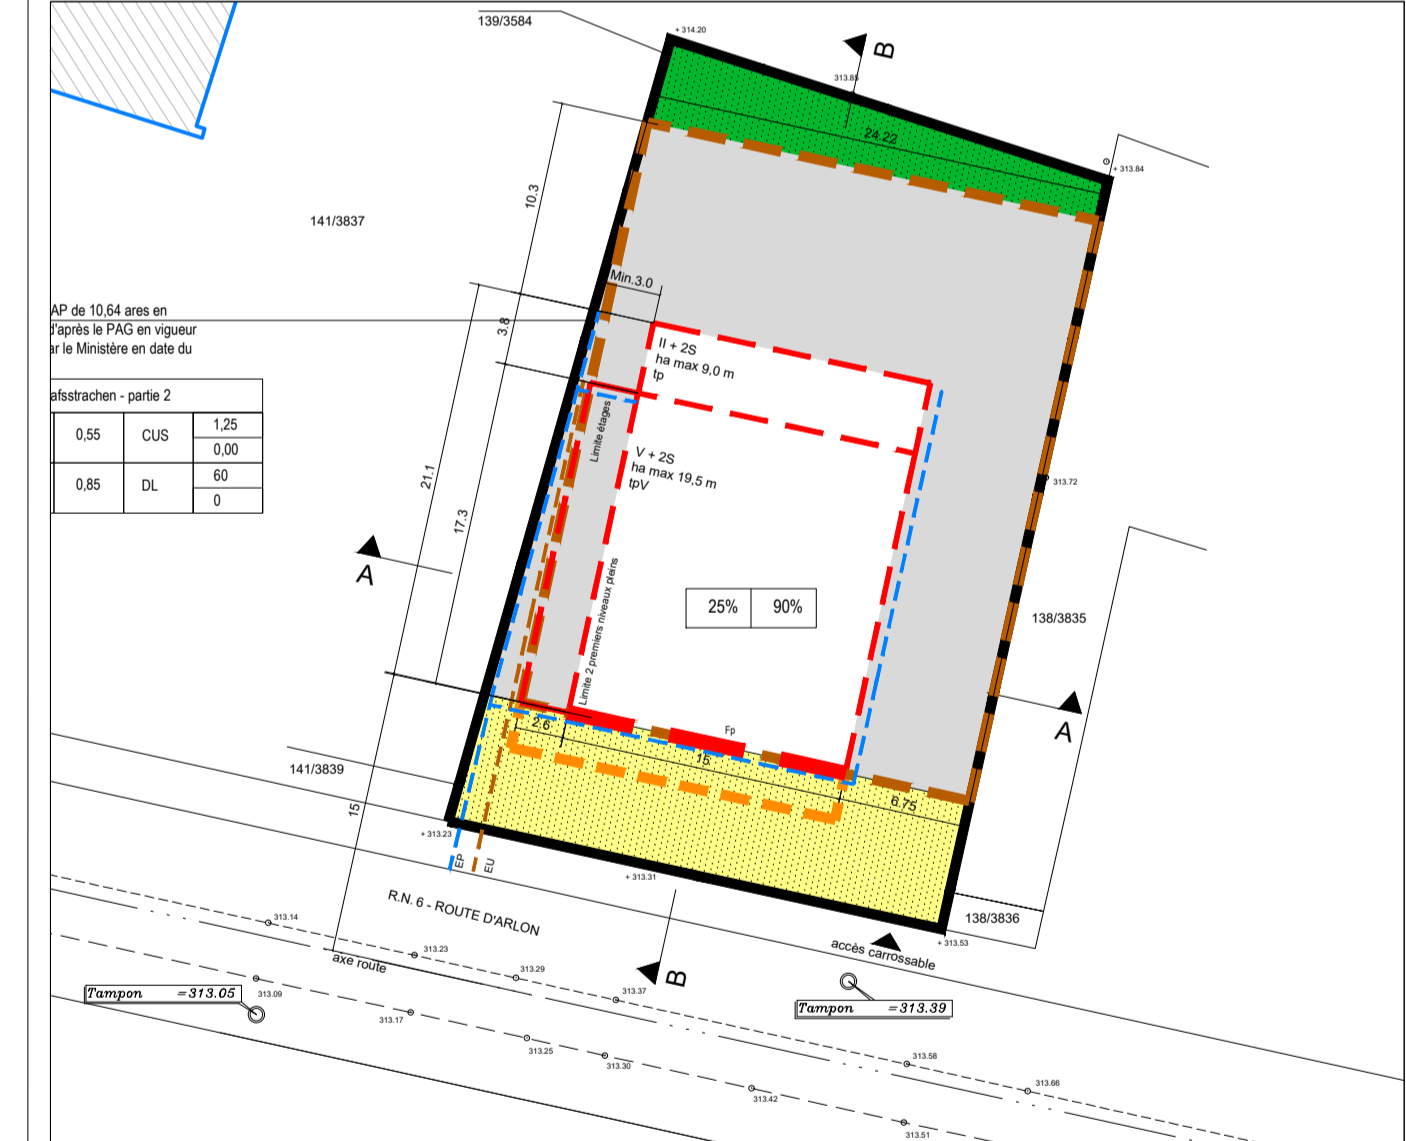 139/3584
+ 314.20
B
313.85
24.22
+ 313.84
10.3
141/3837
Min.3.0
AP de 10,64 ares en
d'après le PAG en vigueur
ar le Ministère en date du
3.8
II + 2S
ha max 9,0 m
tp
afsstrachen - partie 2
0,55
CUS
1,25
0,00
0,85
DL
60
0
Limite étages
V + 2S
ha max 19,5 m
tpV
21.1
17.3
313.72
A
25%
90%
138/3835
Limite 2 premiers niveaux pleins
A
2.6
Fp
15
6.75
141/3839
15
+ 313.23
EP
EU
+ 313.31
R.N. 6 - ROUTE D'ARLON
138/3836
accès carrossable
+ 313.53
313.14
313.23
axe route
313.29
B
313.37
Tampon =313.05
313.09
Tampon =313.39
313.17
313.25
313.30
313.58
313.66
313.42
313.51